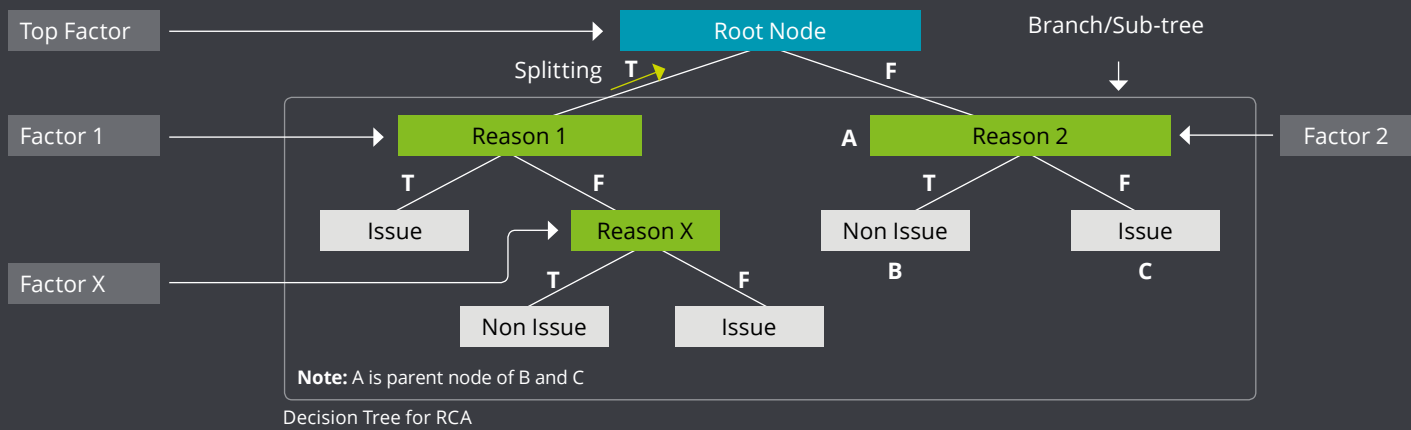 Top Factor
Root Node
Branch/Sub-tree
Splitting
T
F
Factor 1
Reason 1
A
Reason 2
Factor 2
T
F
T
F
Issue
Reason X
Non Issue
Issue
B
C
Factor X
T
F
Non Issue
Issue
Note: A is parent node of B and C
Decision Tree for RCA